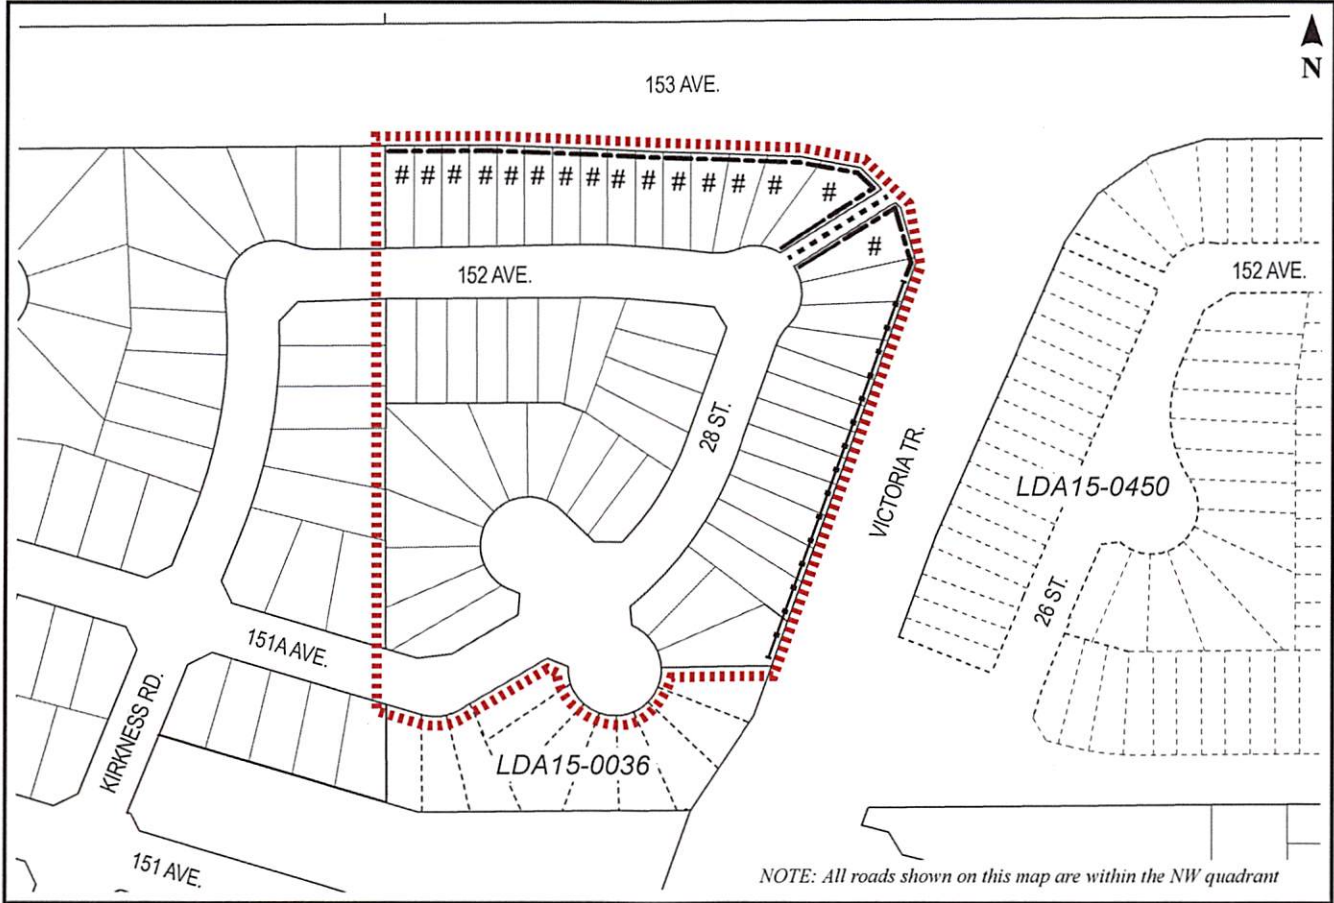 N
153 AVE.
# # # # # # # # # # # # # # #
#
152 AVE.
152 AVE.
28 ST.
VICTORIA TR.
LDA15-0450
26 ST.
151A AVE.
KIRKNESS RD.
LDA15-0036
151 AVE.
NOTE: All roads shown on this map are within the NW quadrant